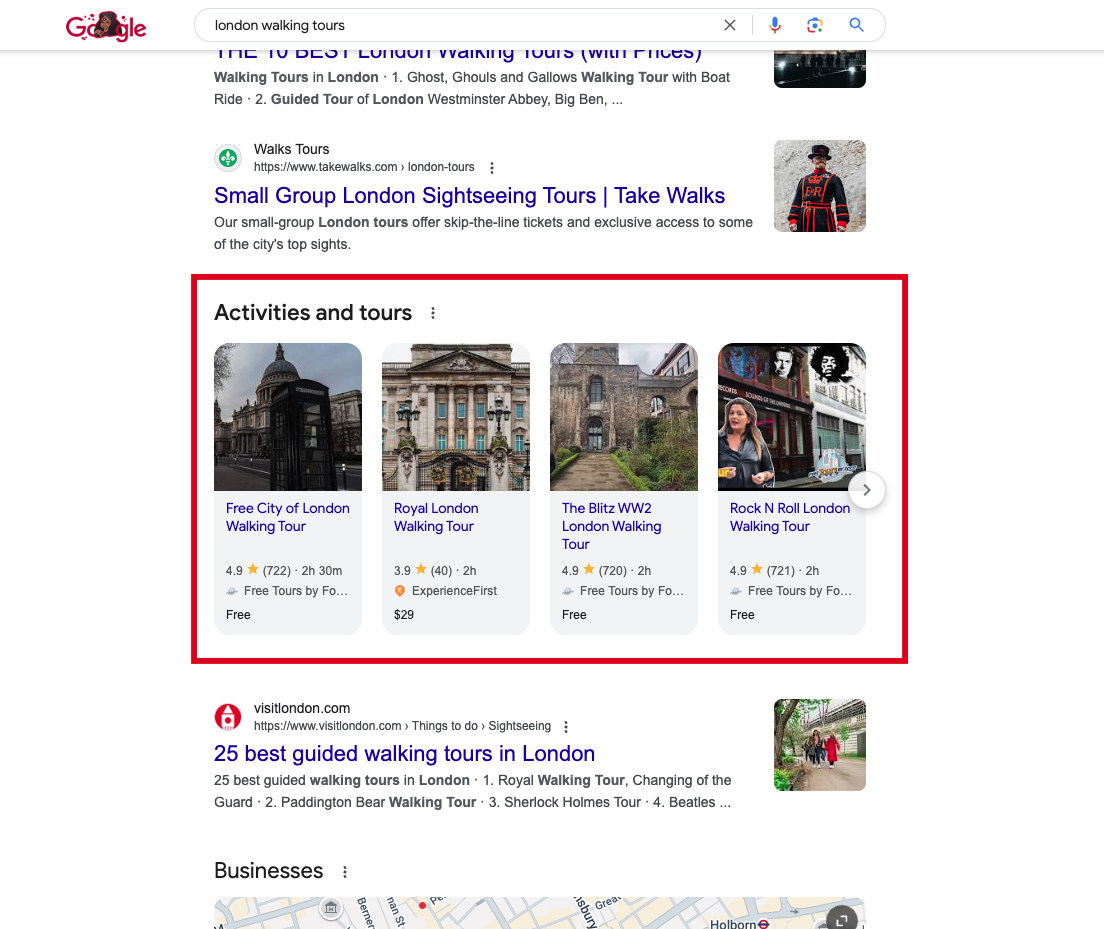 Google
london walking tours
THE 10 BEST London Walking Tours (with Prices)
Walking Tours in London · 1. Ghost, Ghouls and Gallows Walking Tour with Boat
Ride · 2. Guided Tour of London Westminster Abbey, Big Ben, ...
Walks Tours
https://www.takewalks.com › london-tours
Small Group London Sightseeing Tours | Take Walks
Our small-group London tours offer skip-the-line tickets and exclusive access to some
of the city's top sights.
E R
Activities and tours
RECORDS SOUNDS OF THE UNIVERSE
Free City of London
Walking Tour
4.9 (722) · 2h 30m
Free Tours by Fo...
Free
Royal London
Walking Tour
3.9 (40) · 2h
ExperienceFirst
$29
The Blitz WW2
London Walking
Tour
4.9 (720) · 2h
Free Tours by Fo...
Free
Rock N Roll London
Walking Tour
4.9 (721) · 2h
Free Tours by Fo...
Free
visitlondon.com
https://www.visitlondon.com › Things to do › Sightseeing
25 best guided walking tours in London
25 best guided walking tours in London · 1. Royal Walking Tour, Changing of the
Guard · 2. Paddington Bear Walking Tour · 3. Sherlock Holmes Tour · 4. Beatles ...
Businesses
Holborn